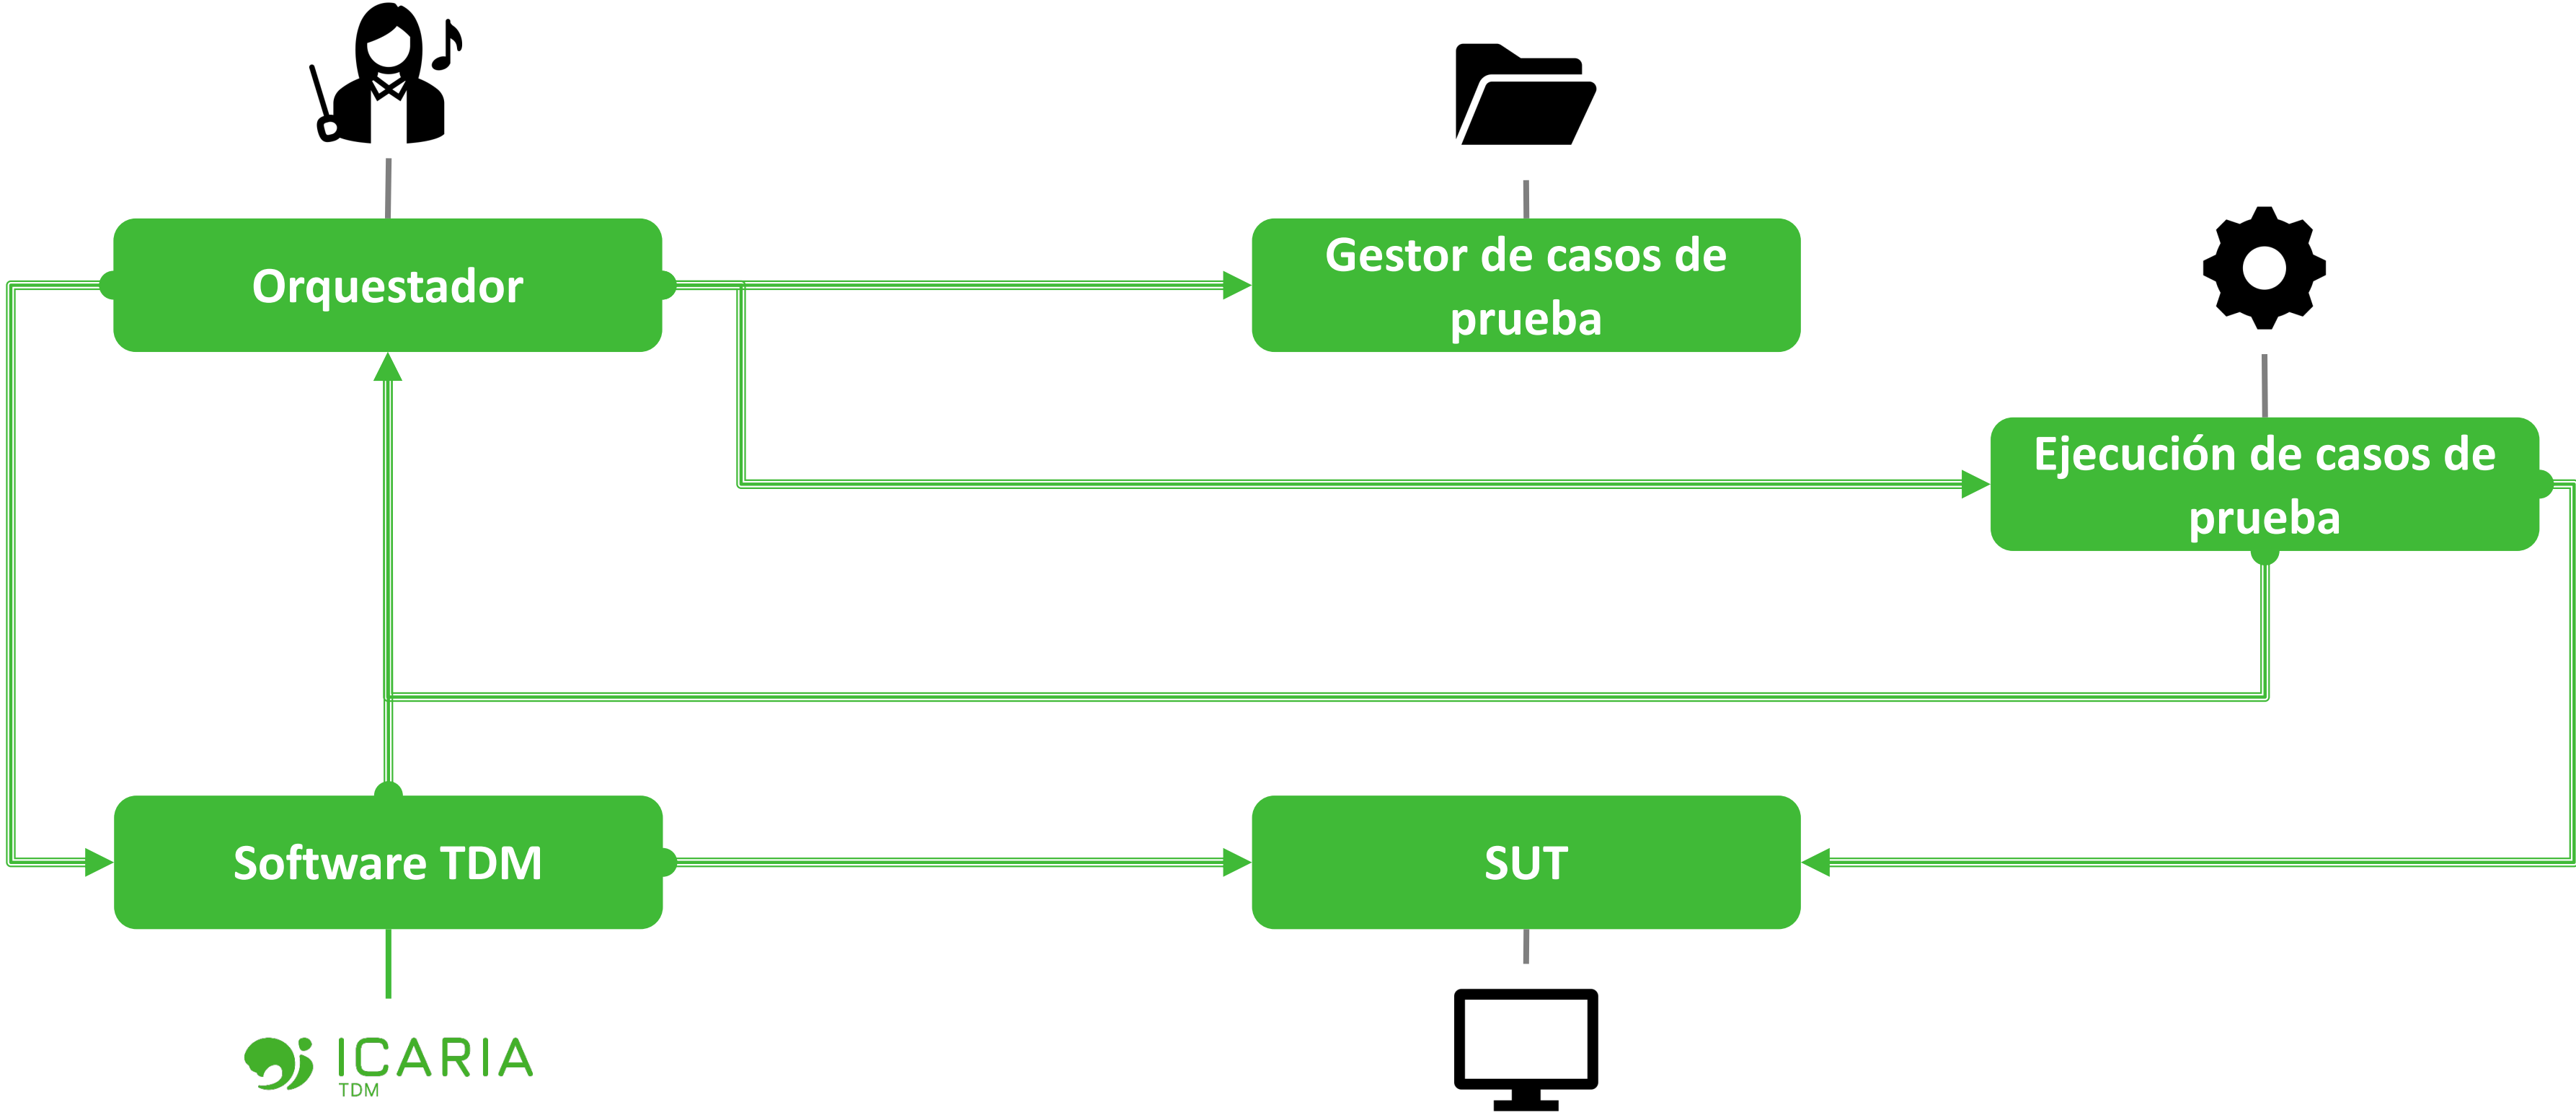 Orquestador
Gestor de casos de
prueba
Ejecución de casos de
prueba
Software TDM
SUT
ICARIA
TDM